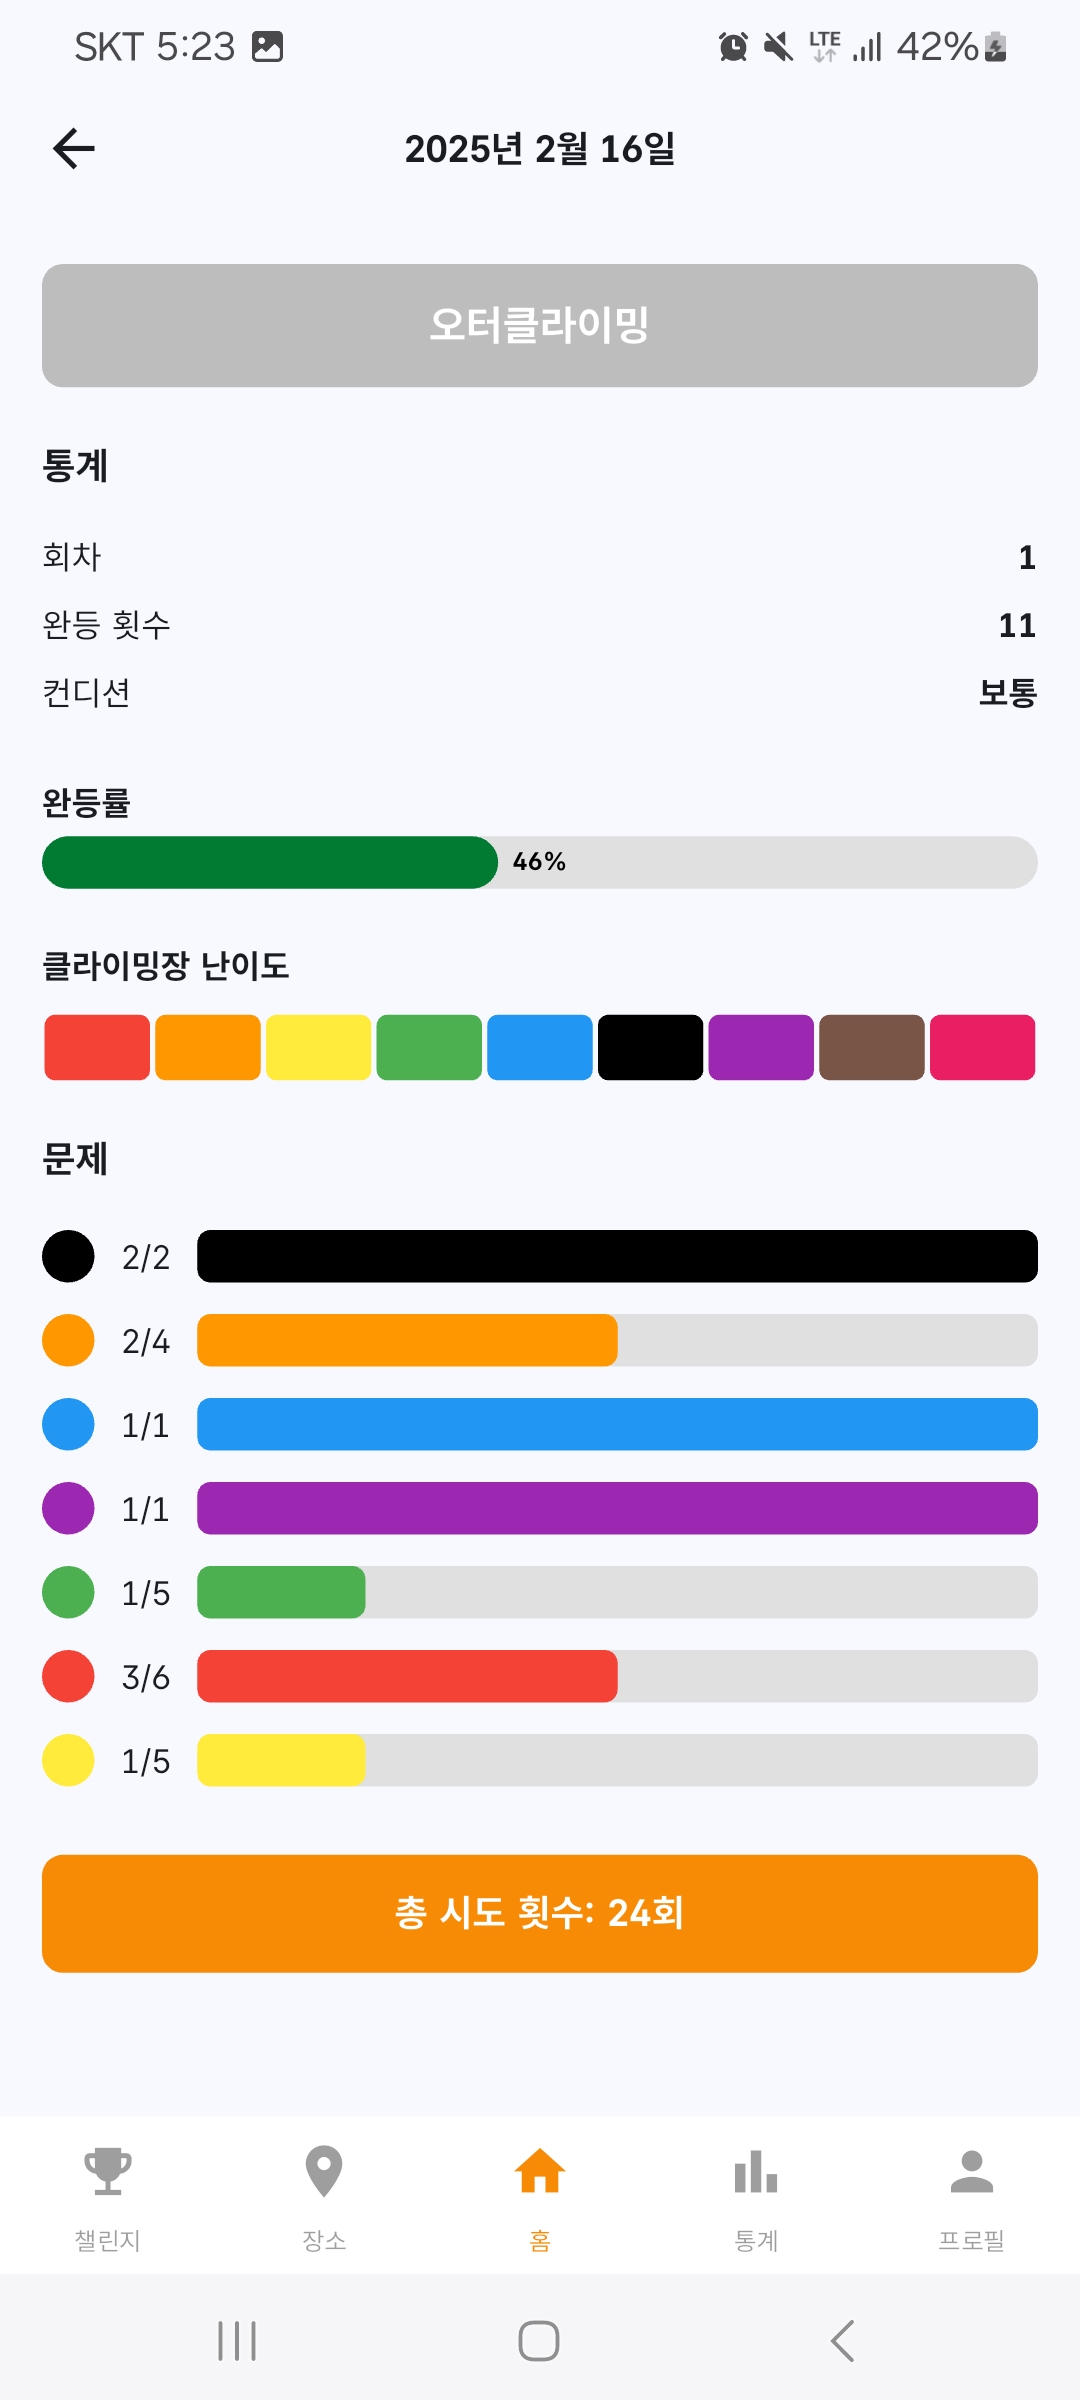 SKT 5:23 LTE 42%
2025년 2월 16일
오터클라이밍
통계
회차 1
완등 횟수 11
컨디션 보통
완등률
46%
클라이밍장 난이도
문제
2/2
2/4
1/1
1/1
1/5
3/6
1/5
총 시도 횟수: 24회
챌린지 장소 홈 통계 프로필